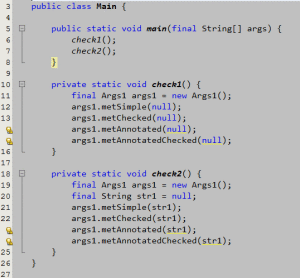 3 public class Main {
4
5 public static void main(final String[] args) {
6 check1();
7 check2();
8 }
9
10 private static void check1() {
11 final Args1 args1 = new Args1();
12 args1.metSimple(null);
13 args1.metChecked(null);
args1.metAnnotated(null);
args1.metAnnotatedChecked(null);
16 }
17
18 private static void check2() {
19 final Args1 args1 = new Args1();
20 final String str1 = null;
21 args1.metSimple(str1);
22 args1.metChecked(str1);
args1.metAnnotated(str1);
args1.metAnnotatedChecked(str1);
25 }
26 }
27